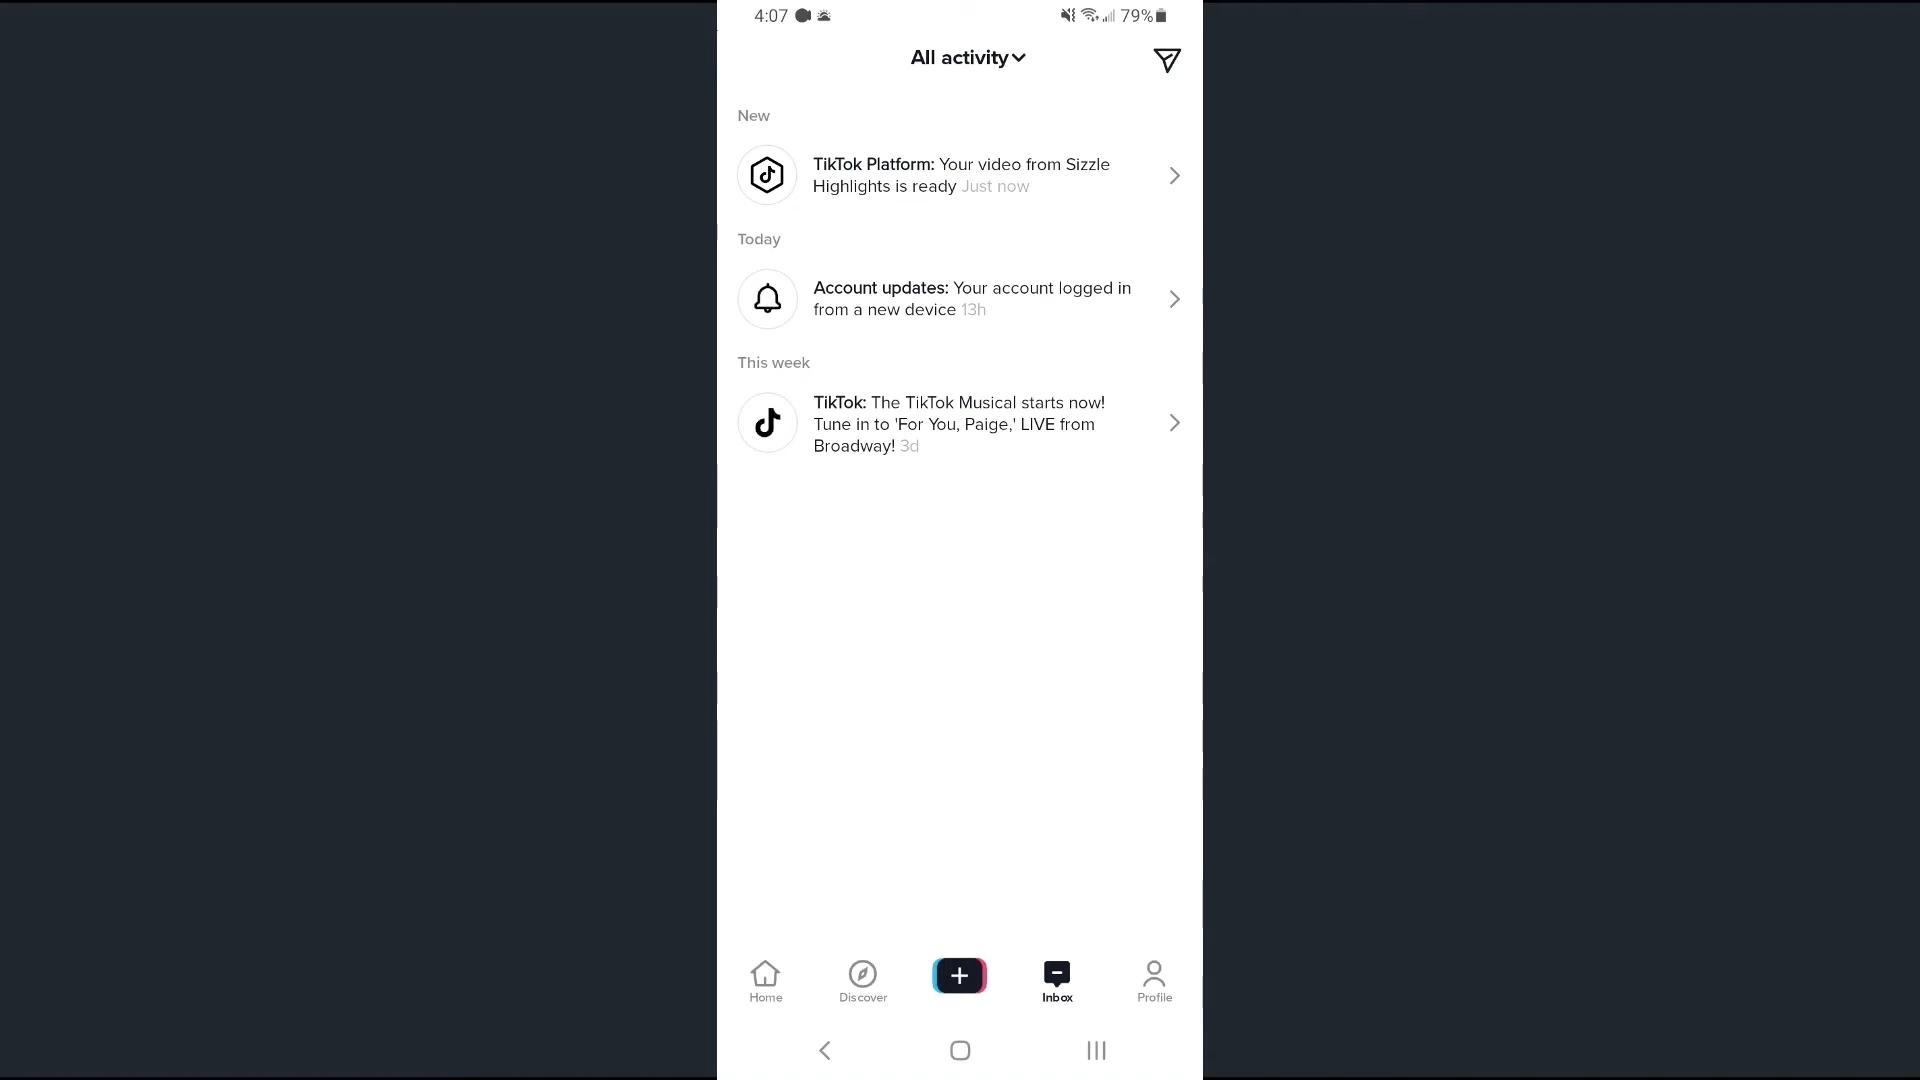 4:07
79%
All activity
New
TikTok Platform: Your video from Sizzle
Highlights is ready Just now
Today
Account updates: Your account logged in
from a new device 13h
This week
TikTok: The TikTok Musical starts now!
Tune in to 'For You, Paige,' LIVE from
Broadway! 3d
Home
Discover
Inbox
Profile